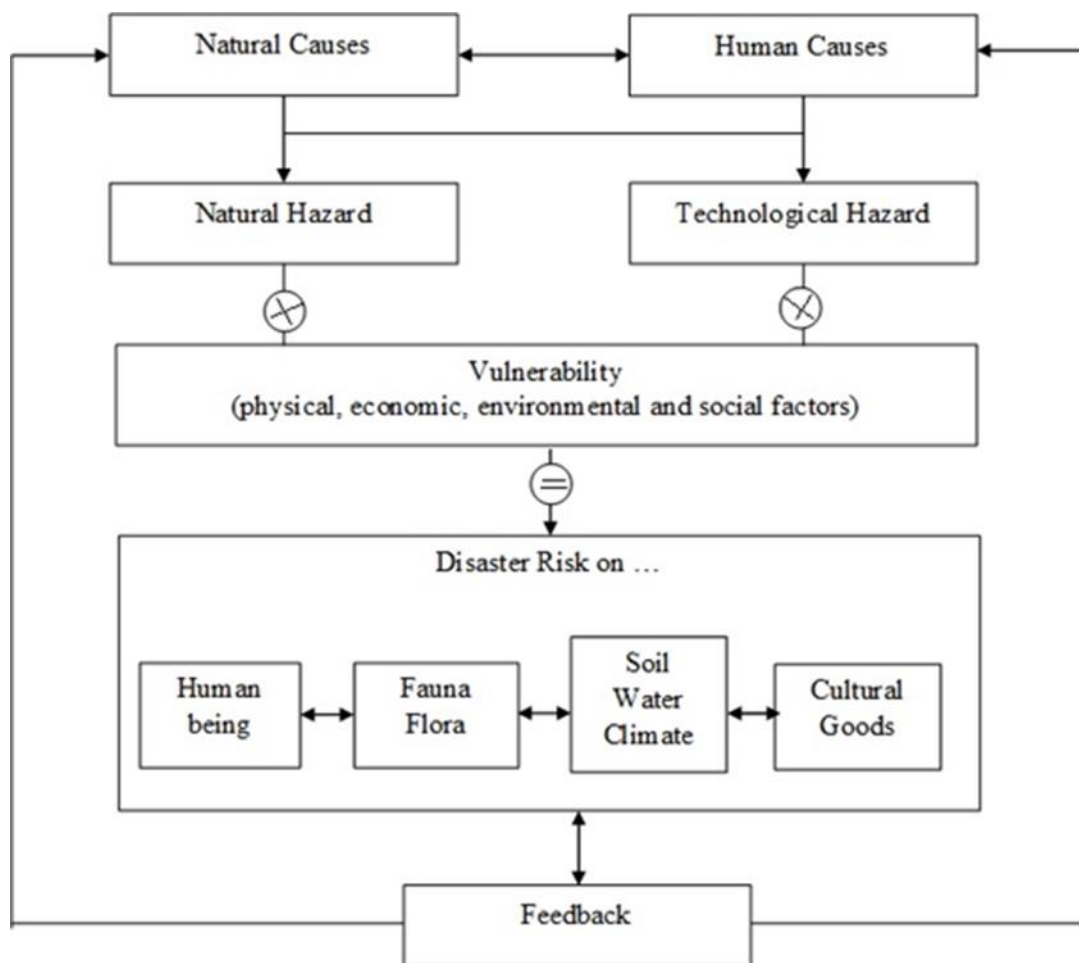 Natural Causes
Human Causes
Natural Hazard
Technological Hazard
Vulnerability
(physical, economic, environmental and social factors)
Disaster Risk on …
Human
being
Fauna
Flora
Soil
Water
Climate
Cultural
Goods
Feedback